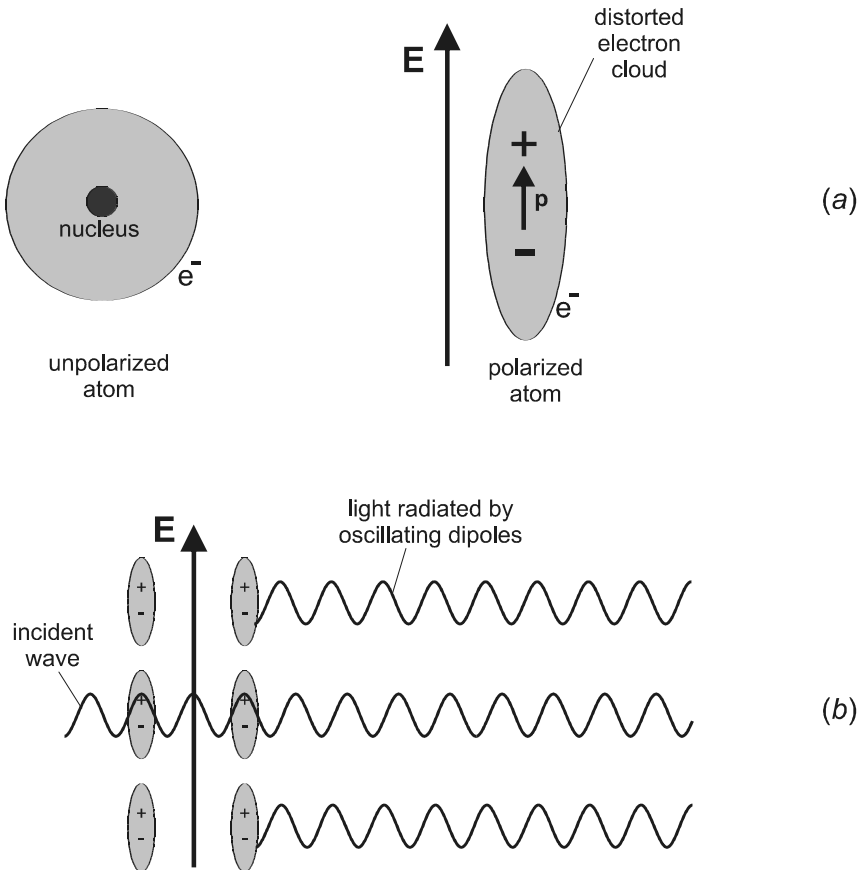 distorted
electron
cloud
E
+
p
-
nucleus
e-
e-
(a)
unpolarized
atom
polarized
atom
light radiated by
oscillating dipoles
E
+
-
+
-
incident
wave
+
-
+
-
(b)
+
-
+
-